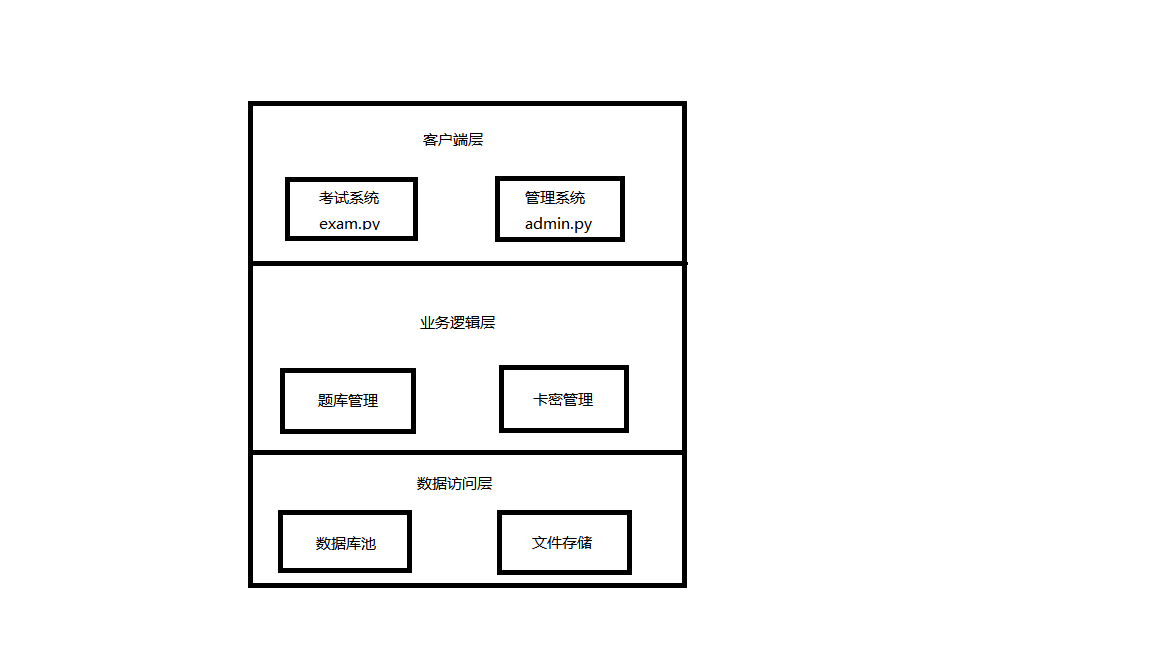 客户端层
考试系统
exam.py
管理系统
admin.py
业务逻辑层
题库管理
卡密管理
数据访问层
数据库池
文件存储